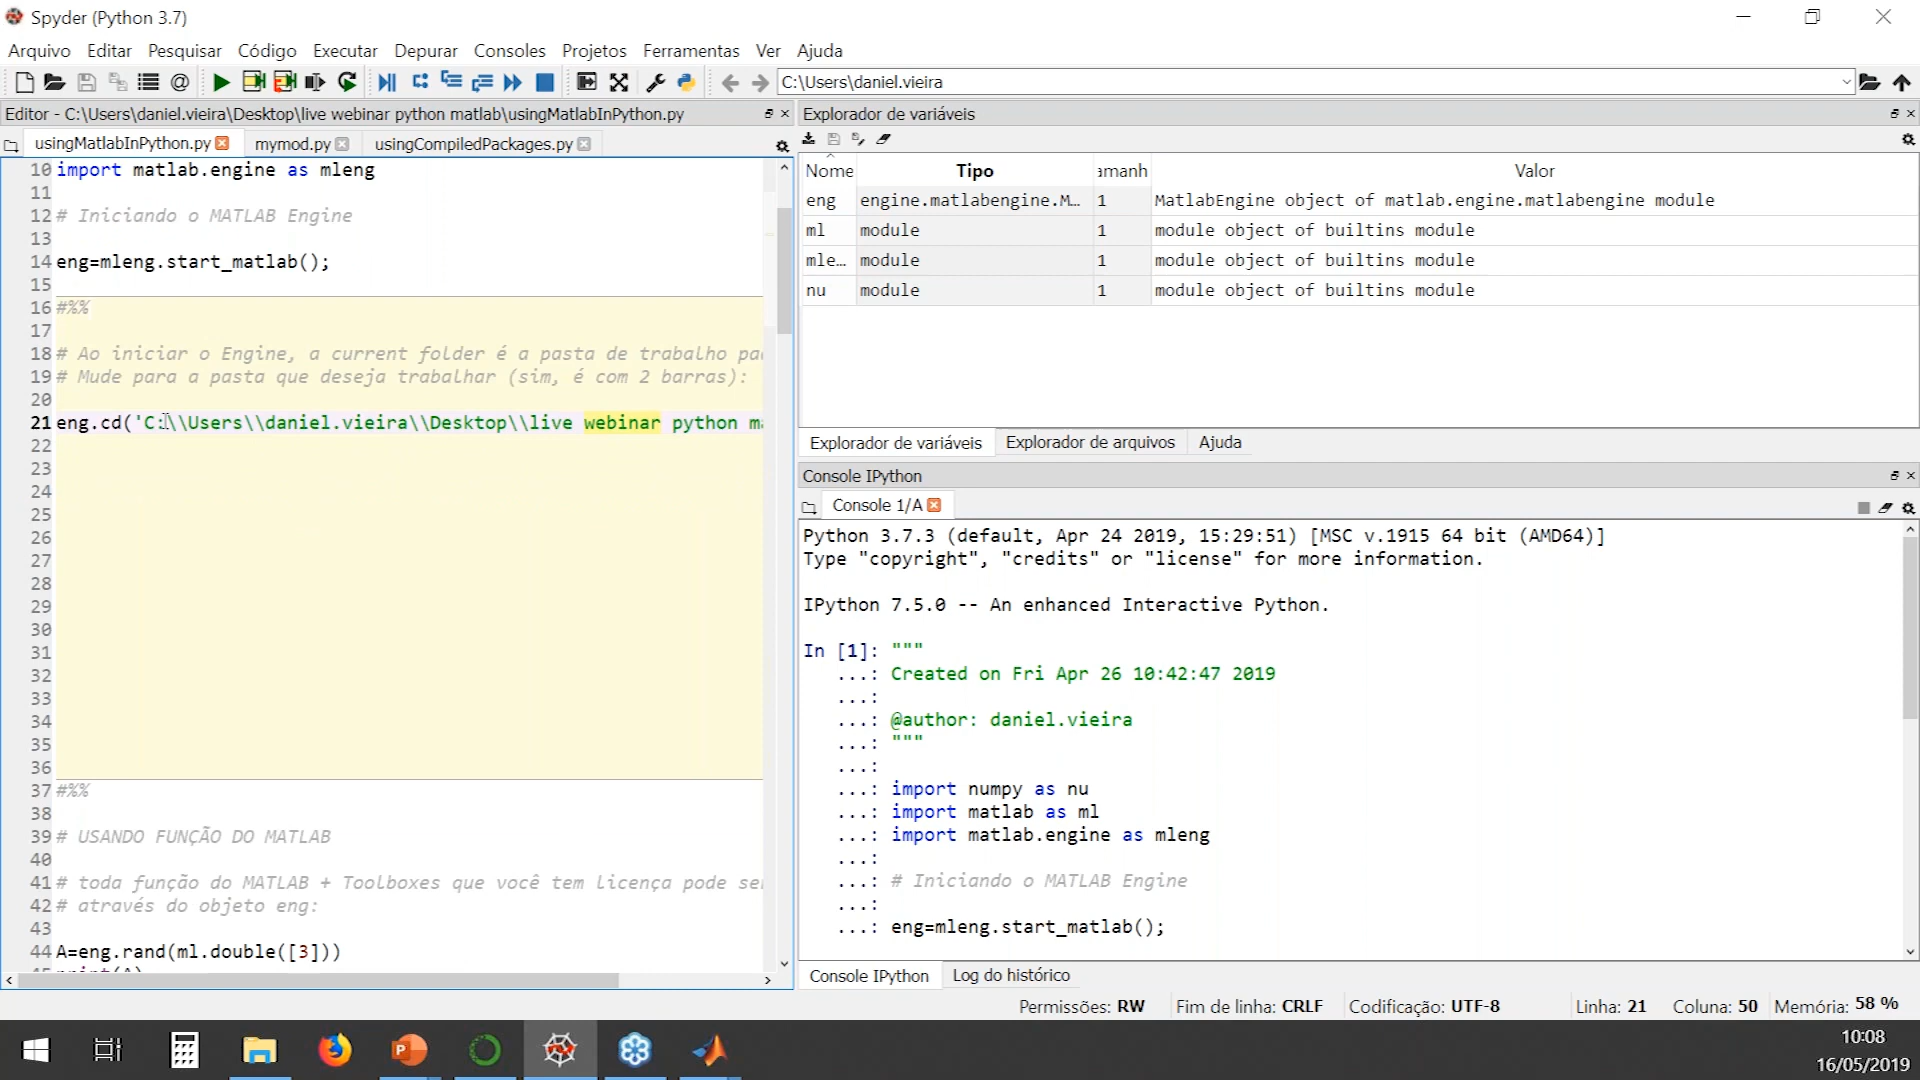 Spyder (Python 3.7)
Arquivo Editar Pesquisar Código Executar Depurar Consoles Projetos Ferramentas Ver Ajuda
C:\Users\daniel.vieira
Editor - C:\Users\daniel.vieira\Desktop\live webinar python matlab\usingMatlabInPython.py
usingMatlabInPython.py mymod.py usingCompiledPackages.py
10 import matlab.engine as mleng
11
12 # Iniciando o MATLAB Engine
13
14 eng=mleng.start_matlab();
15
16 #%%
17
18 # Ao iniciar o Engine, a current folder é a pasta de trabalho
19 # Mude para a pasta que deseja trabalhar (sim, é com 2 barras):
20
21 eng.cd('C:\\Users\\daniel.vieira\\Desktop\\live webinar python
22
23
24
25
26
27
28
29
30
31
32
33
34
35
36
37 #%%
38
39 # USANDO FUNÇÃO DO MATLAB
40
41 # toda função do MATLAB + Toolboxes que você tem licença pode
42 # através do objeto eng:
43
44 A=eng.rand(ml.double([3]))
Explorador de variáveis
Nome Tipo amanh Valor
eng engine.matlabengine.M... 1 MatlabEngine object of matlab.engine.matlabengine module
ml module 1 module object of builtins module
mle... module 1 module object of builtins module
nu module 1 module object of builtins module
Explorador de variáveis Explorador de arquivos Ajuda
Console IPython
Console 1/A
Python 3.7.3 (default, Apr 24 2019, 15:29:51) [MSC v.1915 64 bit (AMD64)]
Type "copyright", "credits" or "license" for more information.
IPython 7.5.0 -- An enhanced Interactive Python.
In [1]: """
...: Created on Fri Apr 26 10:42:47 2019
...:
...: @author: daniel.vieira
...: """
...:
...: import numpy as nu
...: import matlab as ml
...: import matlab.engine as mleng
...:
...: # Iniciando o MATLAB Engine
...:
...: eng=mleng.start_matlab();
Console IPython Log do histórico
Permissões: RW Fim de linha: CRLF Codificação: UTF-8 Linha: 21 Coluna: 50 Memória: 58 %
10:08
16/05/2019